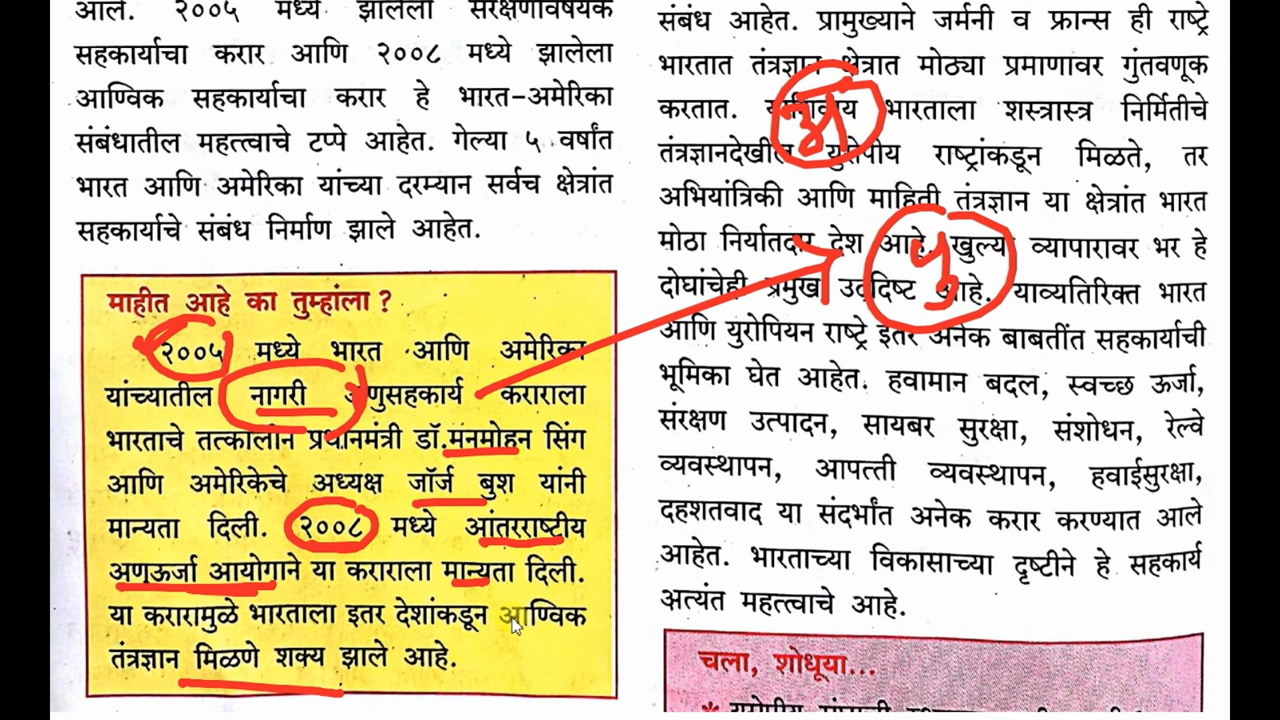 आले. २००५ मध्ये झालेला संरक्षणविषयक
सहकार्याचा करार आणि २००८ मध्ये झालेला
आण्विक सहकार्याचा करार हे भारत-अमेरिका
संबंधातील महत्त्वाचे टप्पे आहेत. गेल्या ५ वर्षांत
भारत आणि अमेरिका यांच्या दरम्यान सर्वच क्षेत्रांत
सहकार्याचे संबंध निर्माण झाले आहेत.
माहीत आहे का तुम्हांला ?
२००५ मध्ये भारत आणि अमेरिका
यांच्यातील नागरी अणुसहकार्य कराराला
भारताचे तत्कालीन प्रधानमंत्री डॉ.मनमोहन सिंग
आणि अमेरिकेचे अध्यक्ष जॉर्ज बुश यांनी
मान्यता दिली. २००८ मध्ये आंतरराष्टीय
अणूऊर्जा आयोगाने या कराराला मान्यता दिली.
या करारामुळे भारताला इतर देशांकडून आण्विक
तंत्रज्ञान मिळणे शक्य झाले आहे.
संबंध आहेत. प्रामुख्याने जर्मनी व फ्रान्स ही राष्ट्रे
भारतात तंत्रज्ञान क्षेत्रात मोठ्या प्रमाणावर गुंतवणूक
करतात. भारताला शस्त्रास्त्र निर्मितीचे
तंत्रज्ञानदेखील युरोपीय राष्ट्रांकडून मिळते, तर
अभियांत्रिकी आणि माहिती तंत्रज्ञान या क्षेत्रांत भारत
मोठा निर्यातदार देश आहे. खुल्या व्यापारावर भर हे
दोघांचेही प्रमुख उद्‌दिष्ट आहे. याव्यतिरिक्त भारत
आणि युरोपियन राष्ट्रे इतर अनेक बाबतींत सहकार्याची
भूमिका घेत आहेत. हवामान बदल, स्वच्छ ऊर्जा,
संरक्षण उत्पादन, सायबर सुरक्षा, संशोधन, रेल्वे
व्यवस्थापन, आपत्ती व्यवस्थापन, हवाईसुरक्षा,
दहशतवाद या संदर्भांत अनेक करार करण्यात आले
आहेत. भारताच्या विकासाच्या दृष्टीने हे सहकार्य
अत्यंत महत्त्वाचे आहे.
चला, शोधूया...